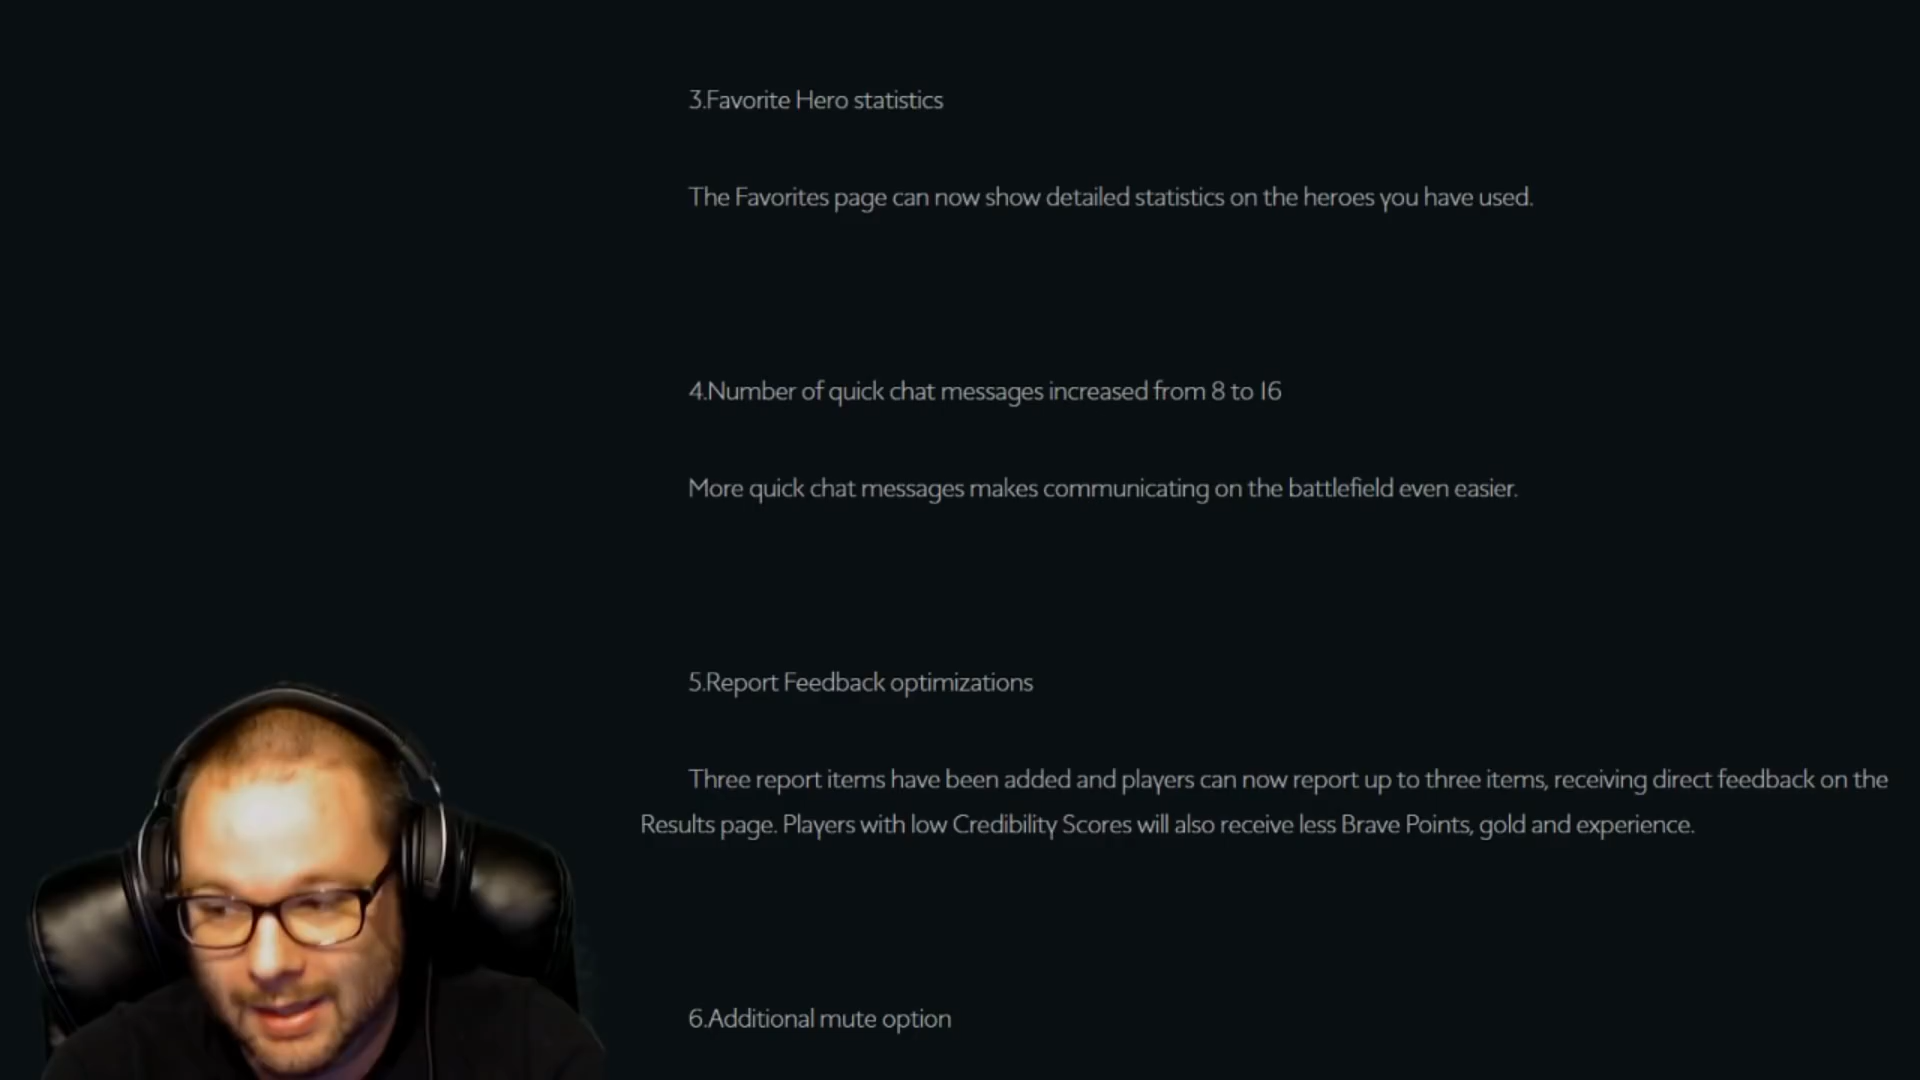 3.Favorite Hero statistics
The Favorites page can now show detailed statistics on the heroes you have used.
4.Number of quick chat messages increased from 8 to 16
More quick chat messages makes communicating on the battlefield even easier.
5.Report Feedback optimizations
Three report items have been added and players can now report up to three items, receiving direct feedback on the
Results page. Players with low Credibility Scores will also receive less Brave Points, gold and experience.
6.Additional mute option